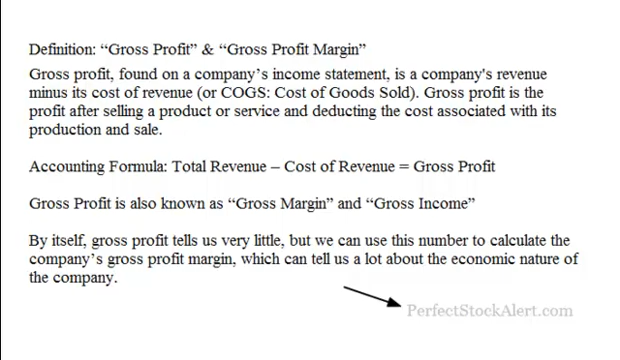 Definition: “Gross Profit” & “Gross Profit Margin”
Gross profit, found on a company’s income statement, is a company's revenue
minus its cost of revenue (or COGS: Cost of Goods Sold). Gross profit is the
profit after selling a product or service and deducting the cost associated with its
production and sale.
Accounting Formula: Total Revenue – Cost of Revenue = Gross Profit
Gross Profit is also known as “Gross Margin” and “Gross Income”
By itself, gross profit tells us very little, but we can use this number to calculate the
company’s gross profit margin, which can tell us a lot about the economic nature of
the company.
PerfectStockAlert.com